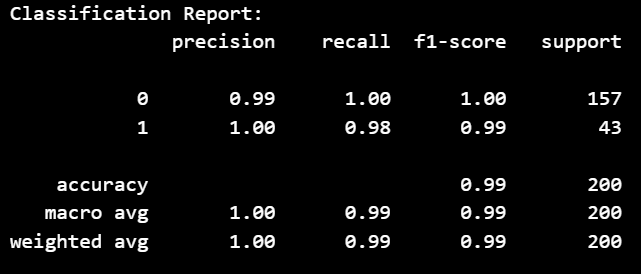 Classification Report:
precision recall f1-score support
0 0.99 1.00 1.00 157
1 1.00 0.98 0.99 43
accuracy 0.99 200
macro avg 1.00 0.99 0.99 200
weighted avg 1.00 0.99 0.99 200